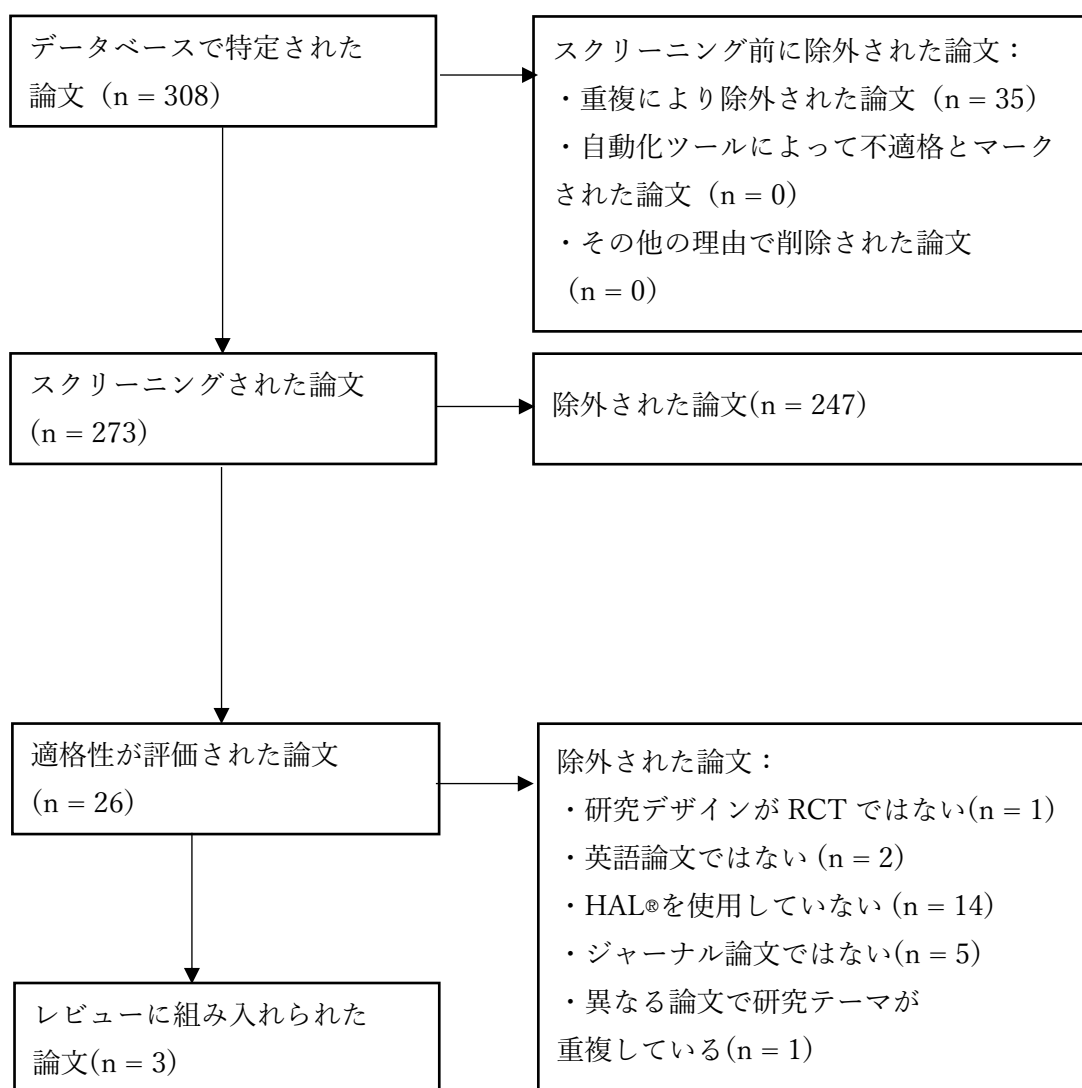 データベースで特定された
論文（n = 308)
スクリーニング前に除外された論文：
・重複により除外された論文（n = 35)
・自動化ツールによって不適格とマーク
された論文（n = 0)
・その他の理由で削除された論文
（n = 0)
スクリーニングされた論文
(n = 273)
除外された論文(n = 247)
適格性が評価された論文
(n = 26)
除外された論文：
・研究デザインが RCT ではない(n = 1)
・英語論文ではない (n = 2)
・HAL®を使用していない (n = 14)
・ジャーナル論文ではない(n = 5)
・異なる論文で研究テーマが
重複している(n = 1)
レビューに組み入れられた
論文(n = 3)